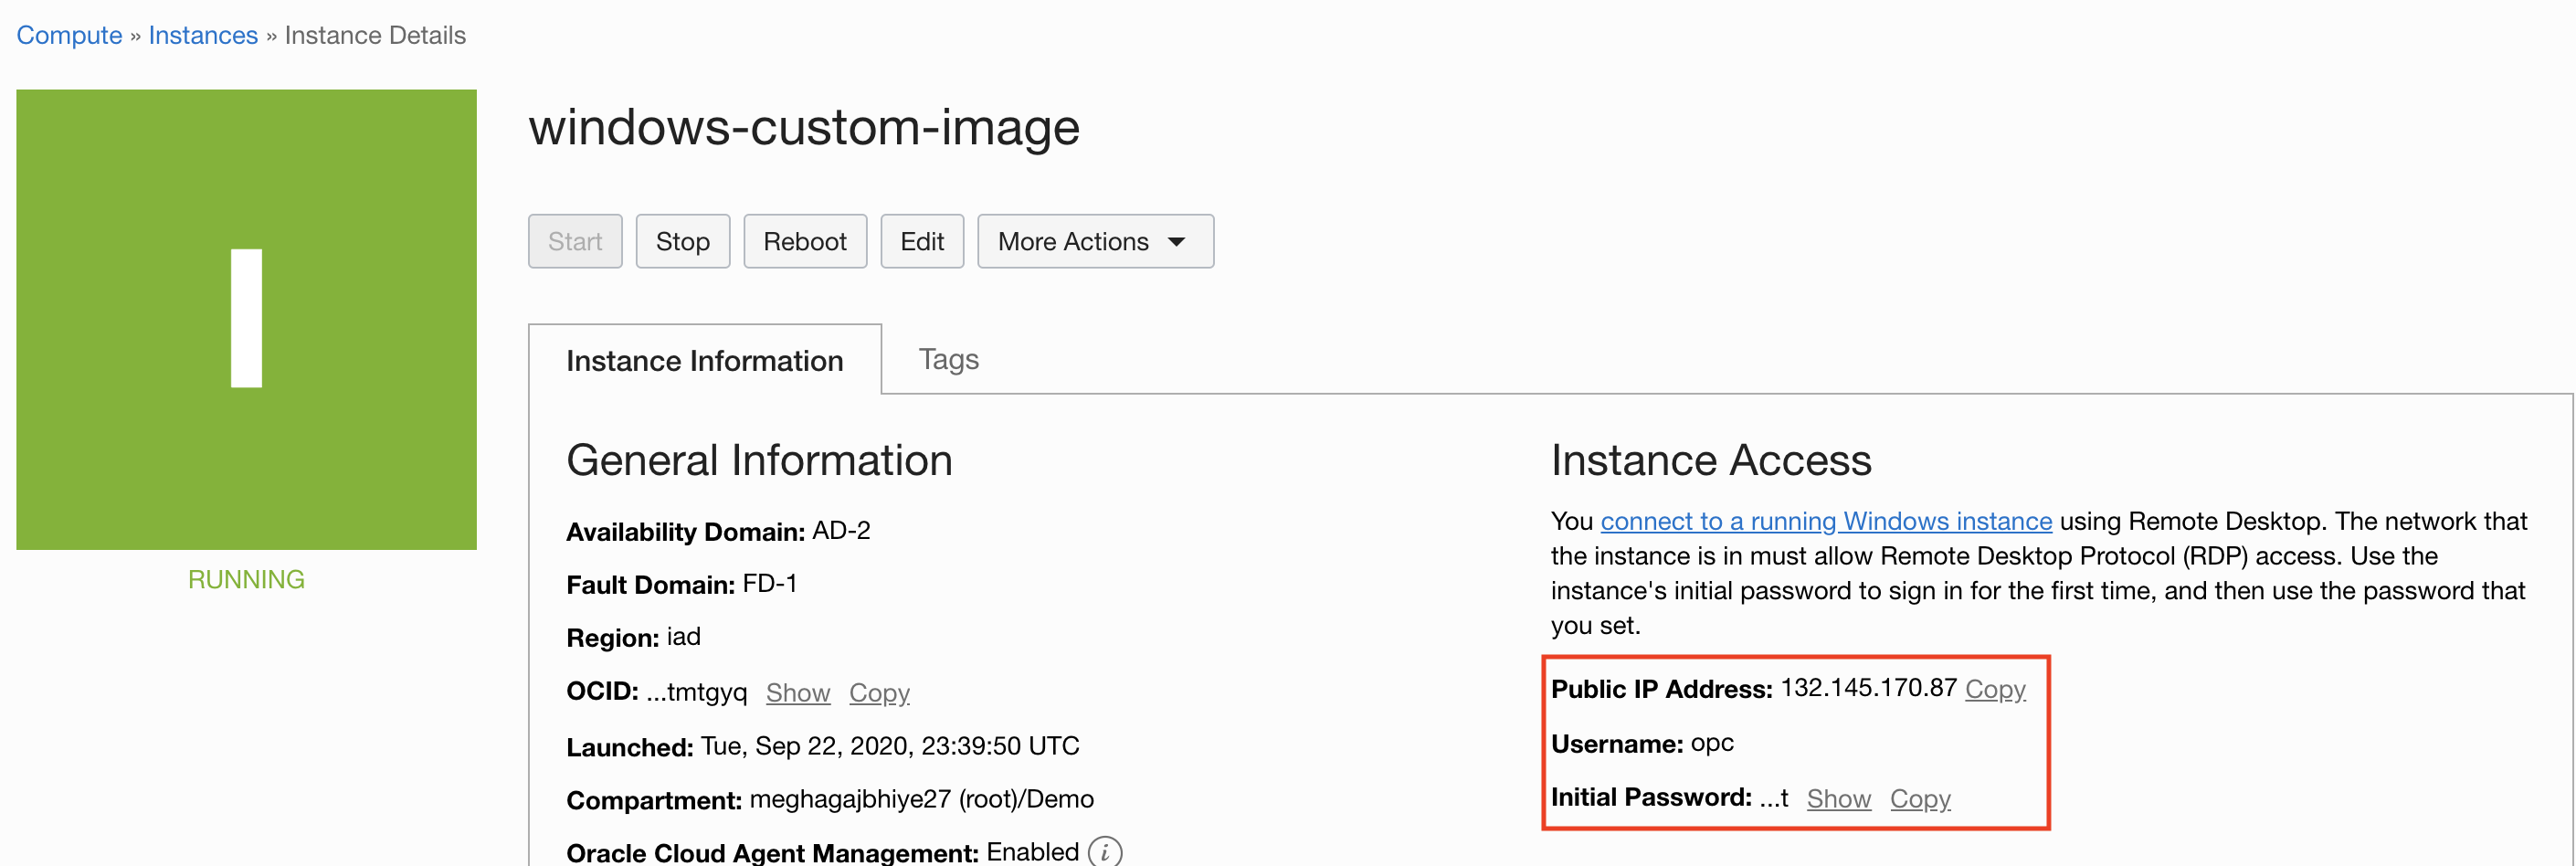 Compute » Instances » Instance Details
I
RUNNING
windows-custom-image
Start Stop Reboot Edit More Actions
Instance Information Tags
General Information
Availability Domain: AD-2
Fault Domain: FD-1
Region: iad
OCID: ...tmtgyq Show Copy
Launched: Tue, Sep 22, 2020, 23:39:50 UTC
Compartment: meghagajbhiye27 (root)/Demo
Oracle Cloud Agent Management: Enabled i
Instance Access
You connect to a running Windows instance using Remote Desktop. The network that
the instance is in must allow Remote Desktop Protocol (RDP) access. Use the
instance's initial password to sign in for the first time, and then use the password that
you set.
Public IP Address: 132.145.170.87 Copy
Username: opc
Initial Password: ...t Show Copy